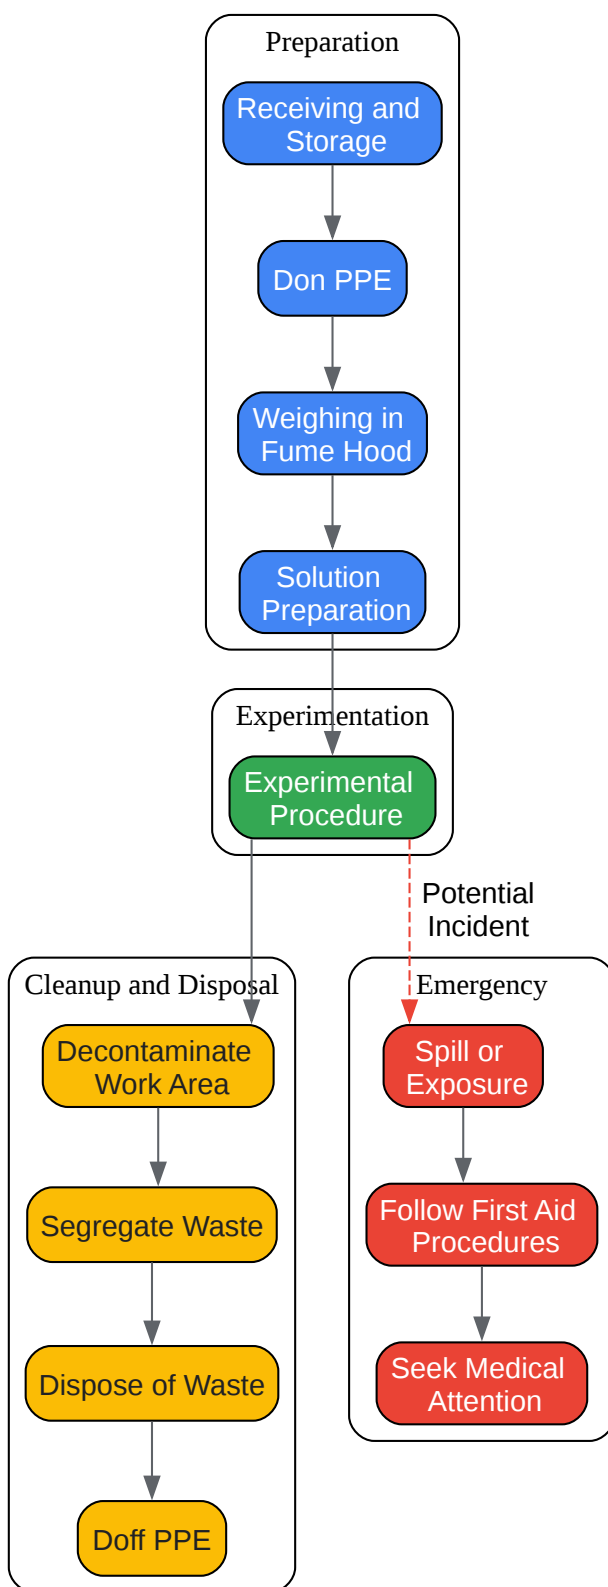 Preparation
Receiving and
Storage
Don PPE
Weighing in
Fume Hood
Solution
Preparation
Experimentation
Experimental
Procedure
Potential
Incident
Cleanup and Disposal
Decontaminate
Work Area
Segregate Waste
Dispose of Waste
Doff PPE
Emergency
Spill or
Exposure
Follow First Aid
Procedures
Seek Medical
Attention